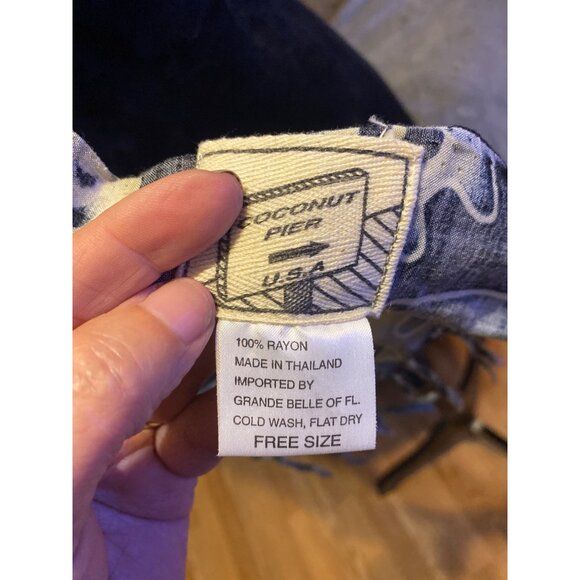 COCONUT
PIER
U.S.A
100% RAYON
MADE IN THAILAND
IMPORTED BY
GRANDE BELLE OF FL.
COLD WASH, FLAT DRY
FREE SIZE